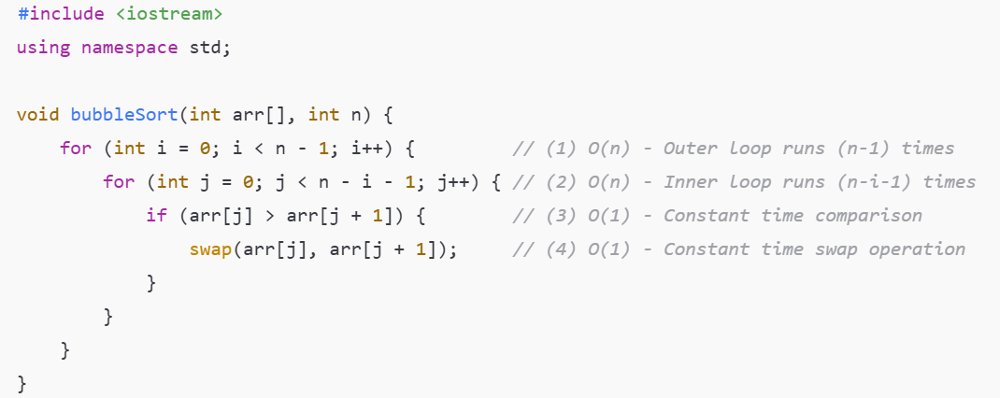 #include <iostream>
using namespace std;

void bubbleSort(int arr[], int n) {
    for (int i = 0; i < n - 1; i++) {         // (1) O(n) - Outer loop runs (n-1) times
        for (int j = 0; j < n - i - 1; j++) { // (2) O(n) - Inner loop runs (n-i-1) times
            if (arr[j] > arr[j + 1]) {        // (3) O(1) - Constant time comparison
                swap(arr[j], arr[j + 1]);     // (4) O(1) - Constant time swap operation
            }
        }
    }
}